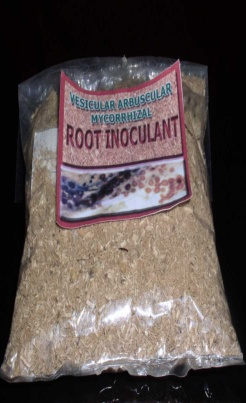 VESICULAR ARBUSCULAR
MYCORRHIZAL
ROOT INOCULANT